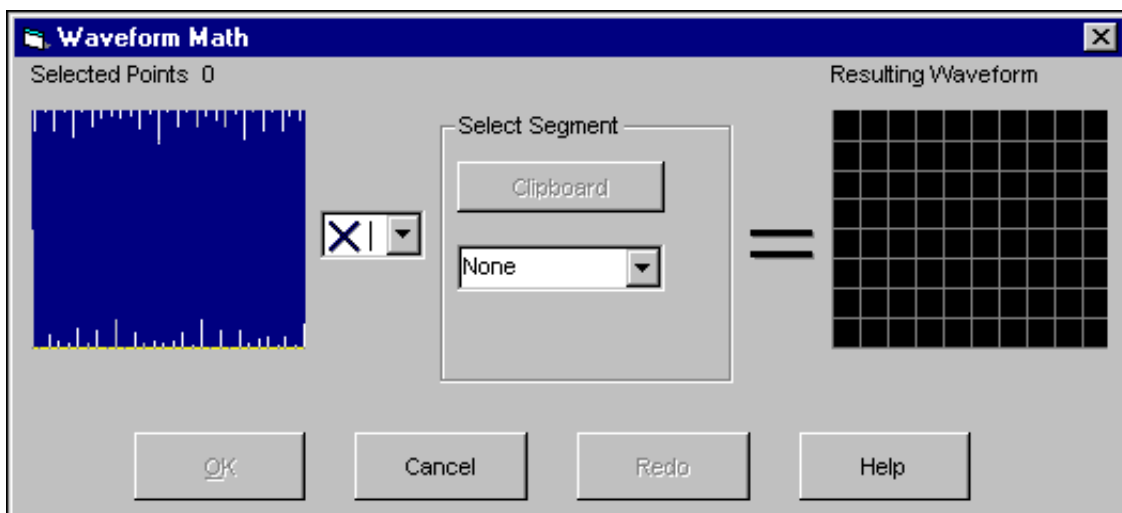 Waveform Math
Selected Points 0
Resulting Waveform
Select Segment
Clipboard
None
OK
Cancel
Redo
Help